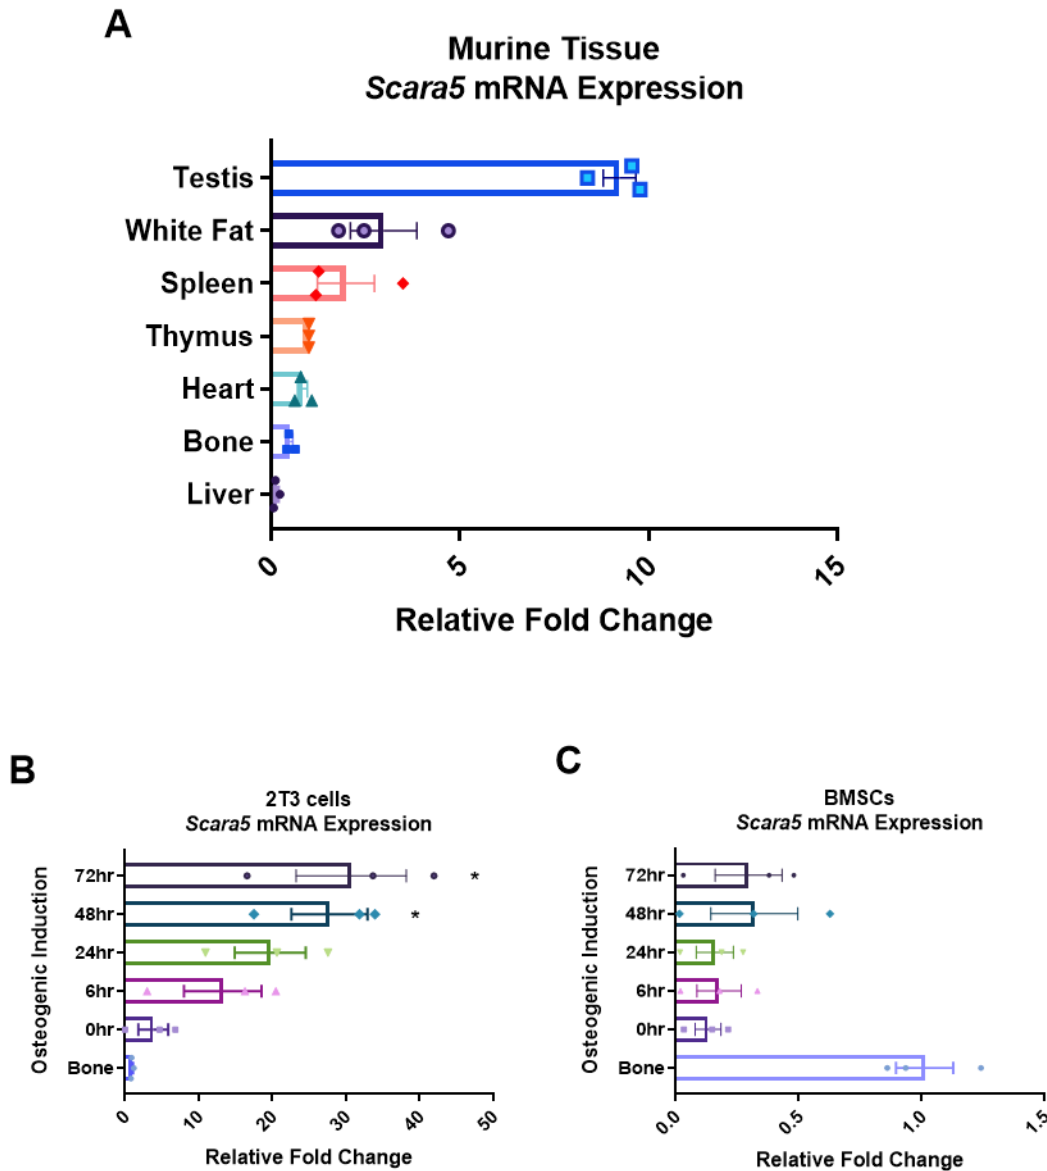 A
Murine Tissue
Scara5 mRNA Expression
Testis
White Fat
Spleen
Thymus
Heart
Bone
Liver
0
5
10
15
Relative Fold Change
B
2T3 cells
Scara5 mRNA Expression
Osteogenic Induction
72hr
*
48hr
*
24hr
6hr
0hr
Bone
0
10
20
30
40
50
Relative Fold Change
C
BMSCs
Scara5 mRNA Expression
Osteogenic Induction
72hr
48hr
24hr
6hr
0hr
Bone
0.0
0.5
1.0
1.5
Relative Fold Change